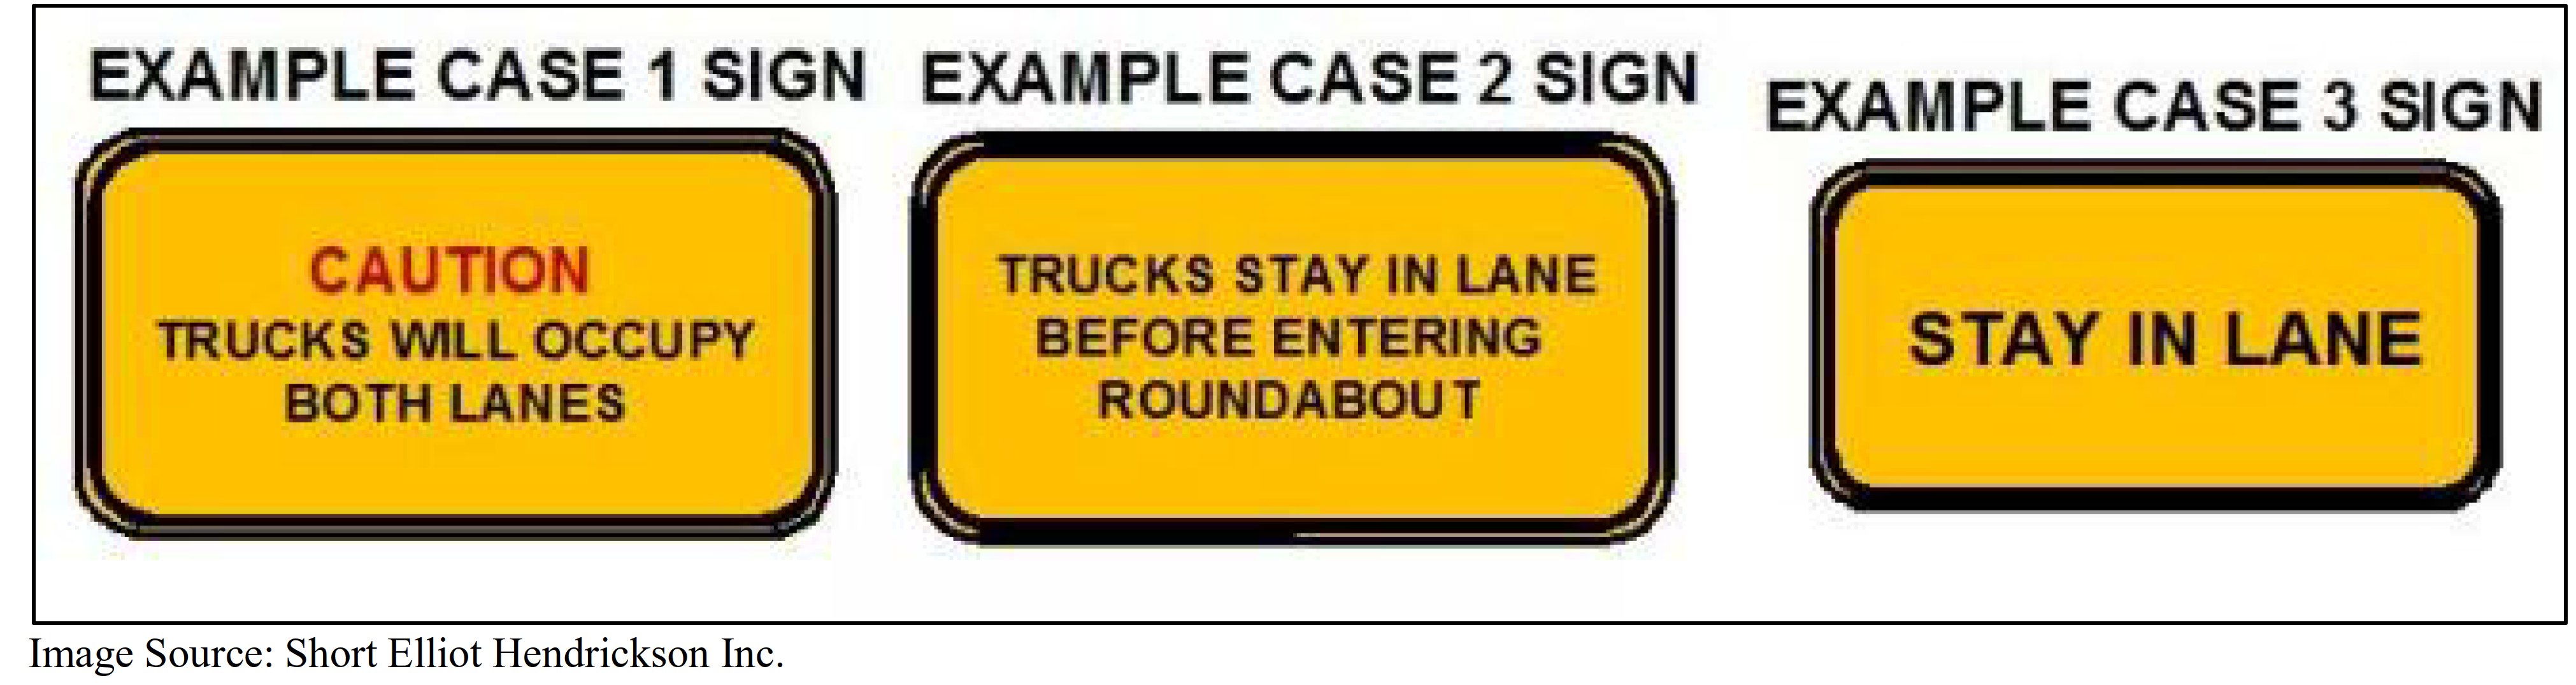 EXAMPLE CASE 1 SIGN
CAUTION
TRUCKS WILL OCCUPY
BOTH LANES
EXAMPLE CASE 2 SIGN
TRUCKS STAY IN LANE
BEFORE ENTERING
ROUNDABOUT
EXAMPLE CASE 3 SIGN
STAY IN LANE
Image Source: Short Elliot Hendrickson Inc.